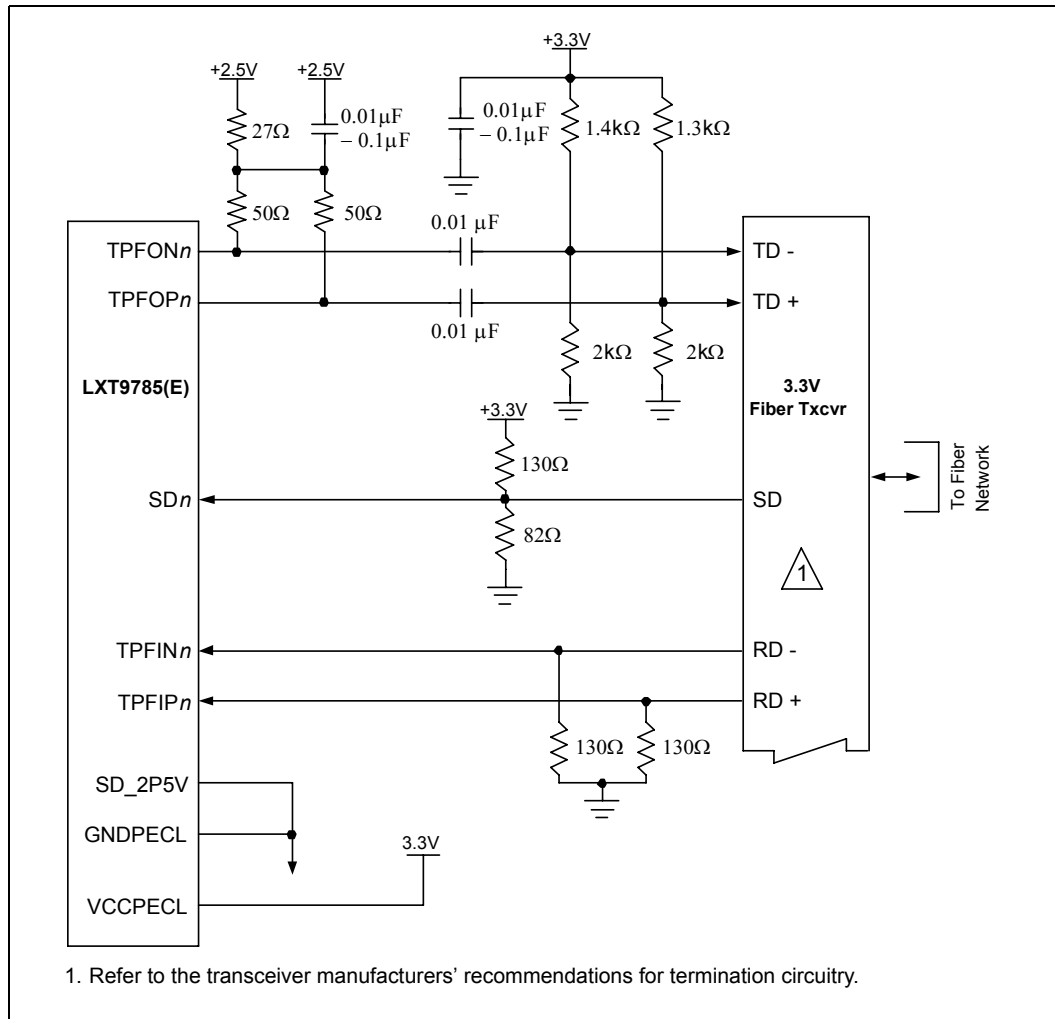 +3.3V
+2.5V
+2.5V
27Ω
0.01µF
– 0.1µF
0.01µF
– 0.1µF
1.4kΩ
1.3kΩ
50Ω
50Ω
0.01 µF
TPFONn
TD -
TPFOPn
TD +
0.01 µF
2kΩ
2kΩ
LXT9785(E)
3.3V
Fiber Txcvr
+3.3V
130Ω
SDn
SD
To Fiber
Network
82Ω
1
TPFINn
RD -
TPFIPn
RD +
130Ω
130Ω
SD_2P5V
GNDPECL
3.3V
VCCPECL
1. Refer to the transceiver manufacturers’ recommendations for termination circuitry.